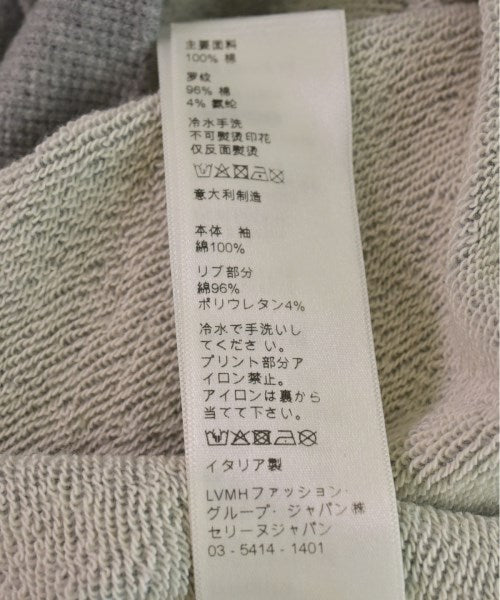 主要面料
100% 棉
罗纹
96% 棉
4% 氨纶
冷水手洗
不可熨烫印花
仅反面熨烫
意大利制造
本体 袖
綿100%
リブ部分
綿96%
ポリウレタン4%
冷水で手洗いし
てください。
プリント部分ア
イロン禁止。
アイロンは裏から
当てて下さい。
イタリア製
LVMHファッション·
グループ·ジャパン㈱
セリーヌジャパン
03 - 5414 - 1401